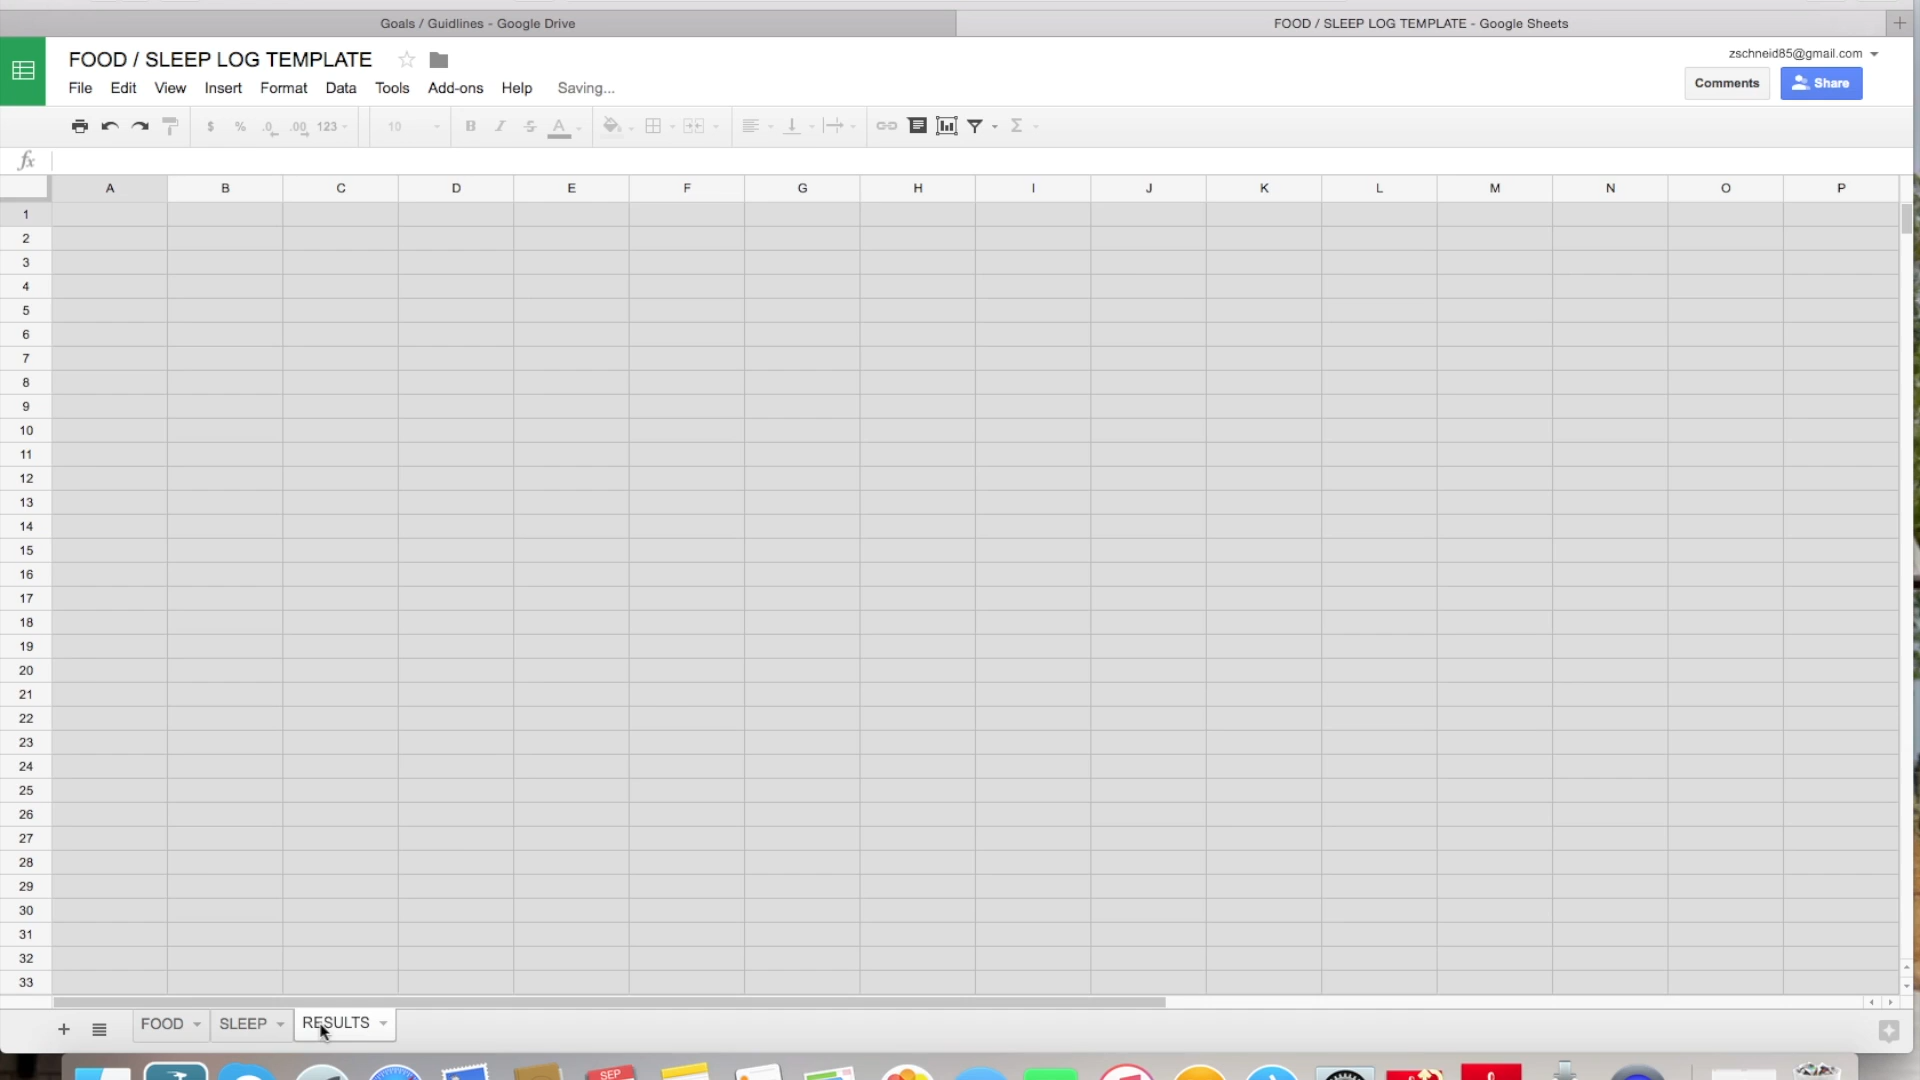 Goals / Guidlines - Google Drive
FOOD / SLEEP LOG TEMPLATE - Google Sheets
FOOD / SLEEP LOG TEMPLATE
zschneid85@gmail.com
File Edit View Insert Format Data Tools Add-ons Help Saving...
Comments
Share
$ % .0 .00 123 10 B I S A Σ
fx
A B C D E F G H I J K L M N O P
1
2
3
4
5
6
7
8
9
10
11
12
13
14
15
16
17
18
19
20
21
22
23
24
25
26
27
28
29
30
31
32
33
FOOD SLEEP RESULTS
SEP